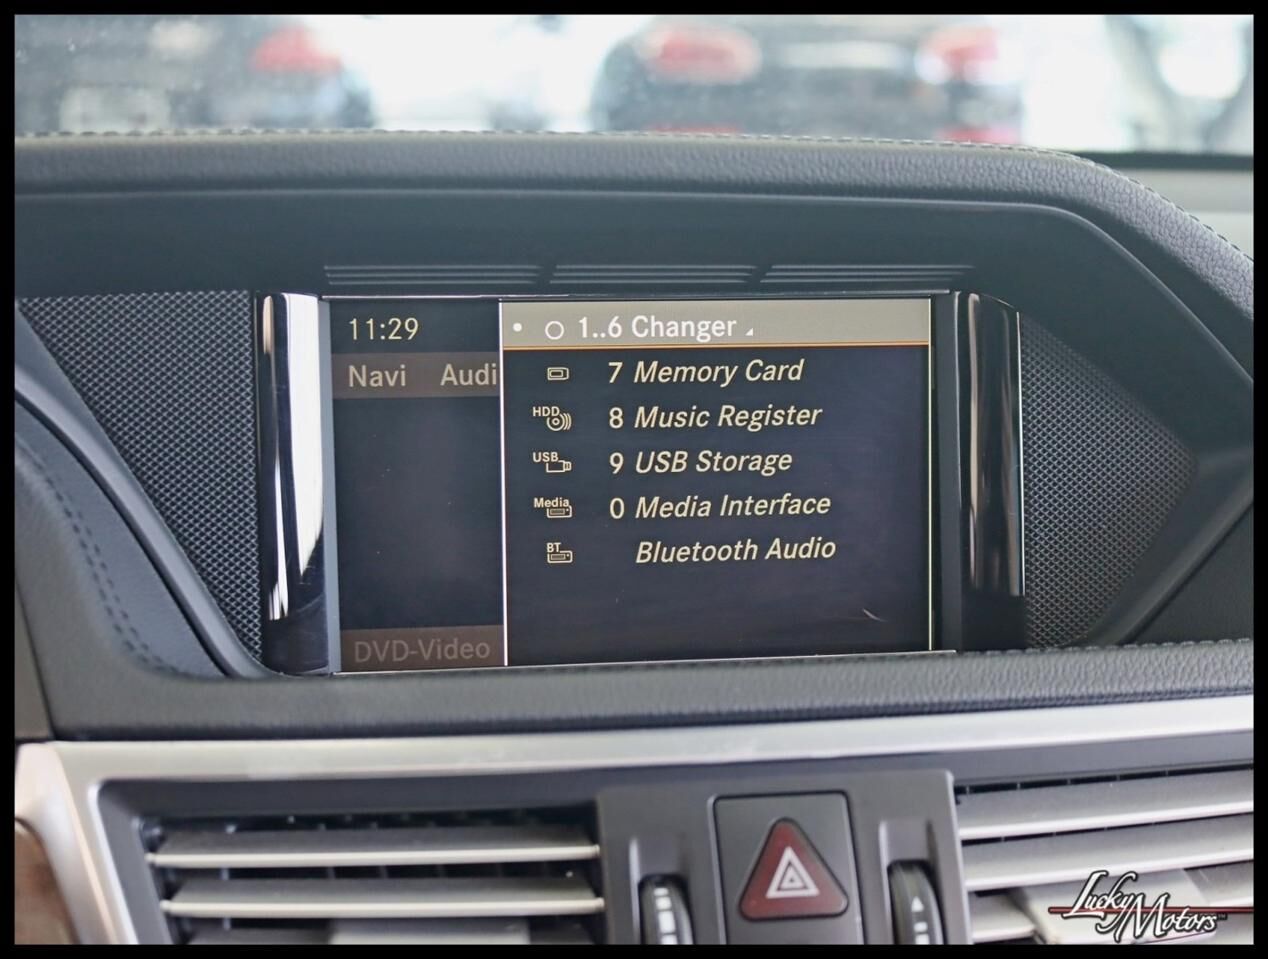 11:29
Navi Audi
DVD-Video
1..6 Changer
7 Memory Card
HDD 8 Music Register
USB 9 USB Storage
Media 0 Media Interface
BT Bluetooth Audio
Lucky Motors